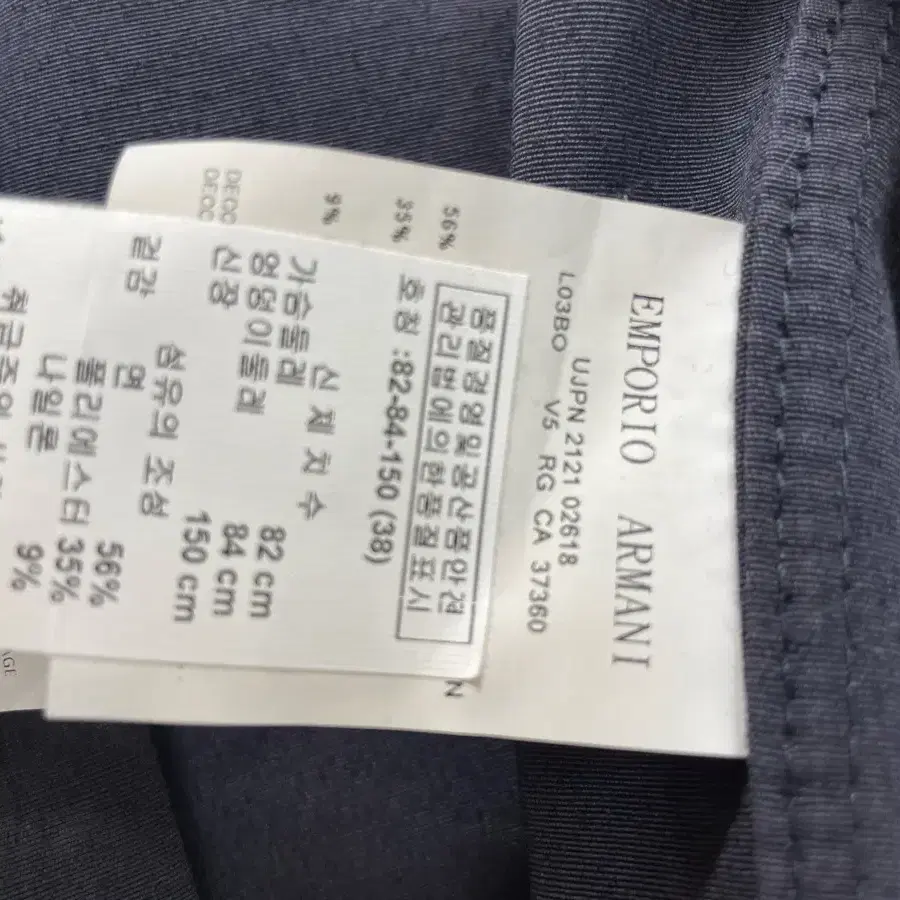 EMPORIO ARMANI
UJPN 2121 02618
L03BO V5 RG CA 37360
56%
35%
9%
N
품질경영및공산품안전
관리법에의한품질표시
호칭 :82-84-150 (38)
신체치수
가슴둘레 82 cm
엉덩이둘레 84 cm
신장 150 cm
섬유의 조성
겉감 면 56%
폴리에스터 35%
나일론 9%